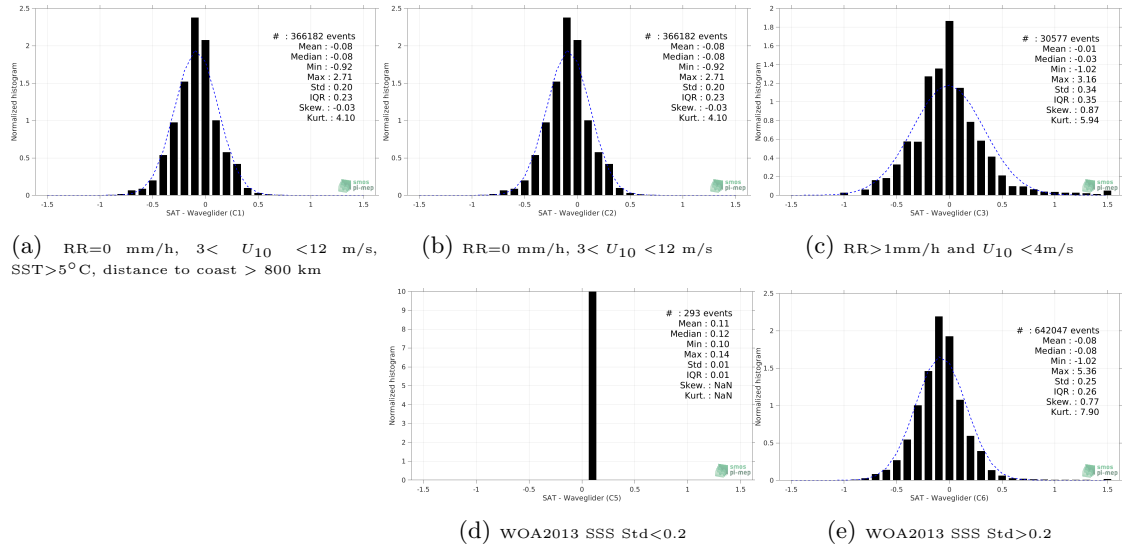 2.5
2
1.5
1
0.5
0
-1.5
-1
-0.5
0
0.5
1
1.5
Normalized histogram
SAT - Waveglider (C1)
# : 366182 events
Mean : -0.08
Median : -0.08
Min : -0.92
Max : 2.71
Std : 0.20
IQR : 0.23
Skew. : -0.03
Kurt. : 4.10
smos
pi-mep
(a) RR=0 mm/h, 3< U10 <12 m/s,
SST>5°C, distance to coast > 800 km
2.5
2
1.5
1
0.5
0
-1.5
-1
-0.5
0
0.5
1
1.5
Normalized histogram
SAT - Waveglider (C2)
# : 366182 events
Mean : -0.08
Median : -0.08
Min : -0.92
Max : 2.71
Std : 0.20
IQR : 0.23
Skew. : -0.03
Kurt. : 4.10
smos
pi-mep
(b) RR=0 mm/h, 3< U10 <12 m/s
2
1.8
1.6
1.4
1.2
1
0.8
0.6
0.4
0.2
0
-1.5
-1
-0.5
0
0.5
1
1.5
Normalized histogram
SAT - Waveglider (C3)
# : 30577 events
Mean : -0.01
Median : -0.03
Min : -1.02
Max : 3.16
Std : 0.34
IQR : 0.35
Skew. : 0.87
Kurt. : 5.94
smos
pi-mep
(c) RR>1mm/h and U10 <4m/s
10
9
8
7
6
5
4
3
2
1
0
-1.5
-1
-0.5
0
0.5
1
1.5
Normalized histogram
SAT - Waveglider (C5)
# : 293 events
Mean : 0.11
Median : 0.12
Min : 0.10
Max : 0.14
Std : 0.01
IQR : 0.01
Skew. : NaN
Kurt. : NaN
smos
pi-mep
(d) WOA2013 SSS Std<0.2
2.5
2
1.5
1
0.5
0
-1.5
-1
-0.5
0
0.5
1
1.5
Normalized histogram
SAT - Waveglider (C6)
# : 642047 events
Mean : -0.08
Median : -0.08
Min : -1.02
Max : 5.36
Std : 0.25
IQR : 0.26
Skew. : 0.77
Kurt. : 7.90
smos
pi-mep
(e) WOA2013 SSS Std>0.2